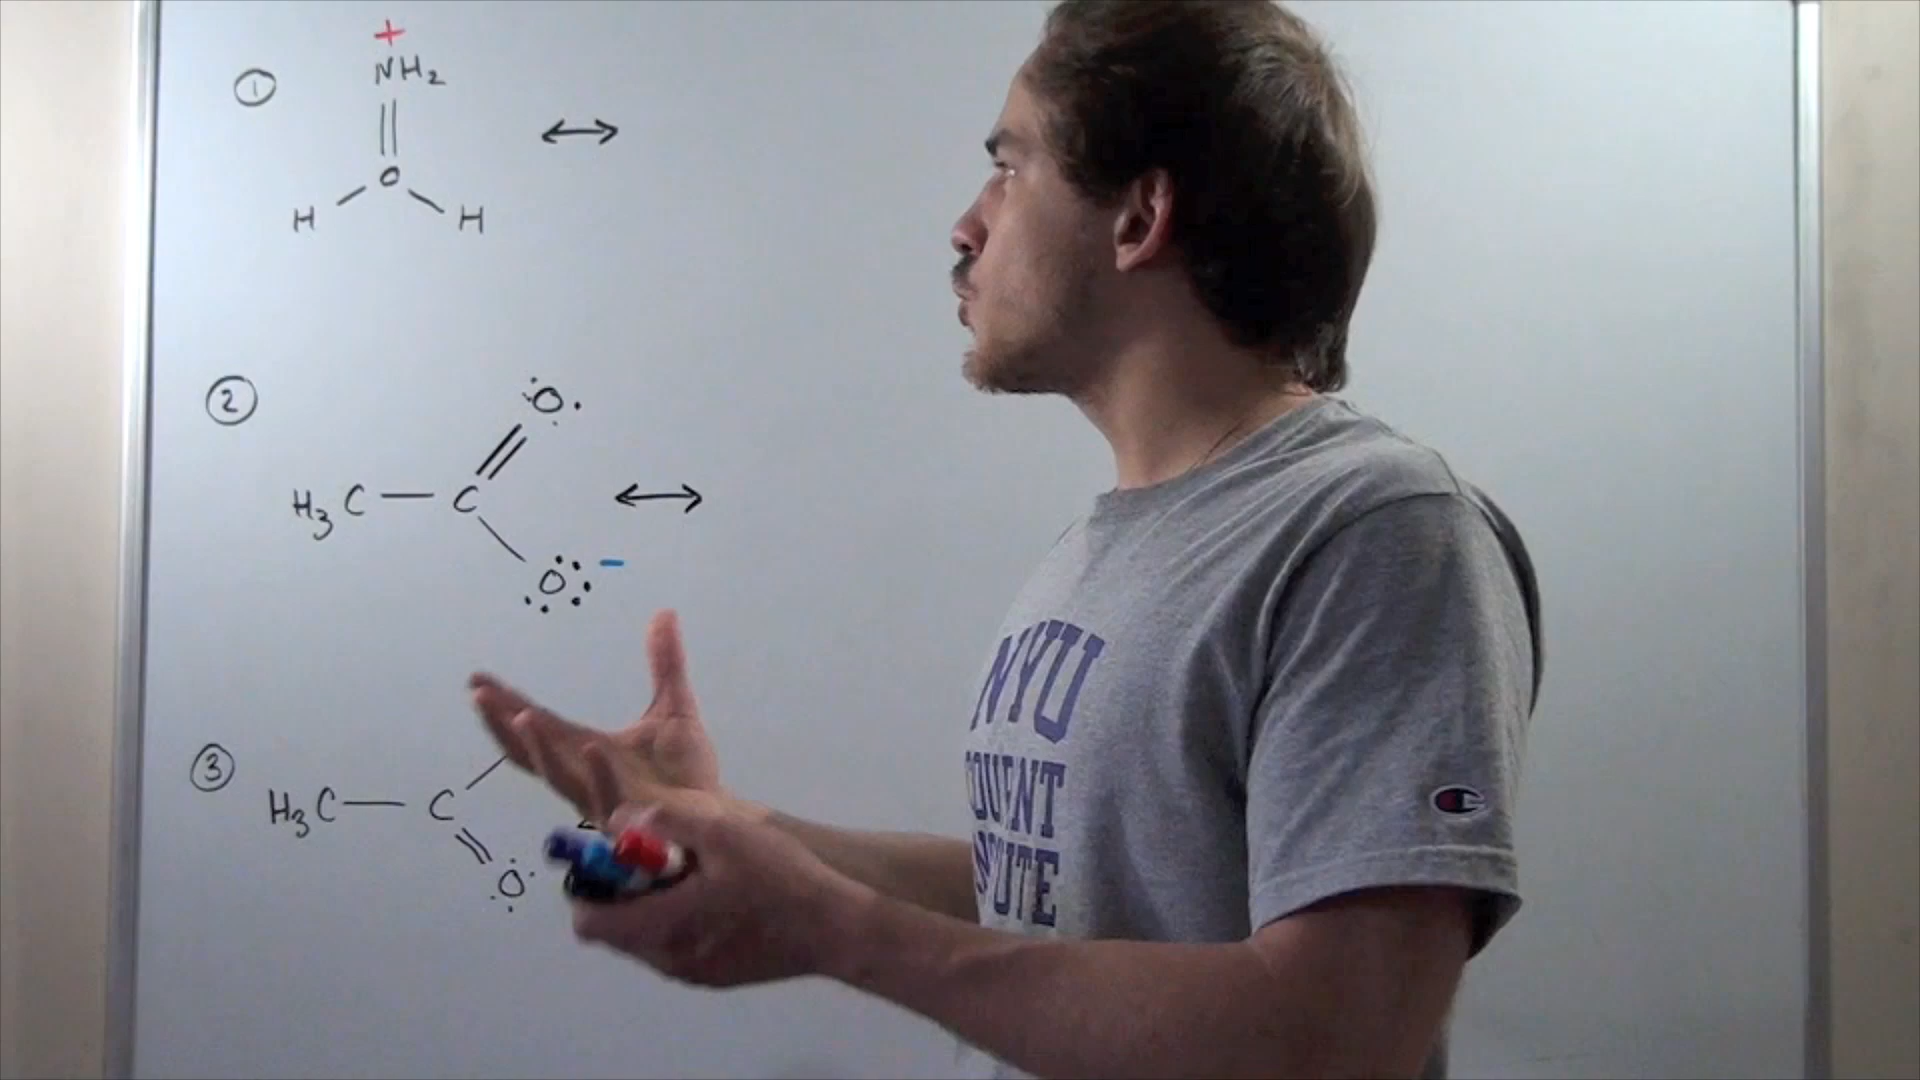 +
① NH₂
‖
O
H H
②
O
H₃C — C ↔
O −
③
H₃C — C
O
NYU